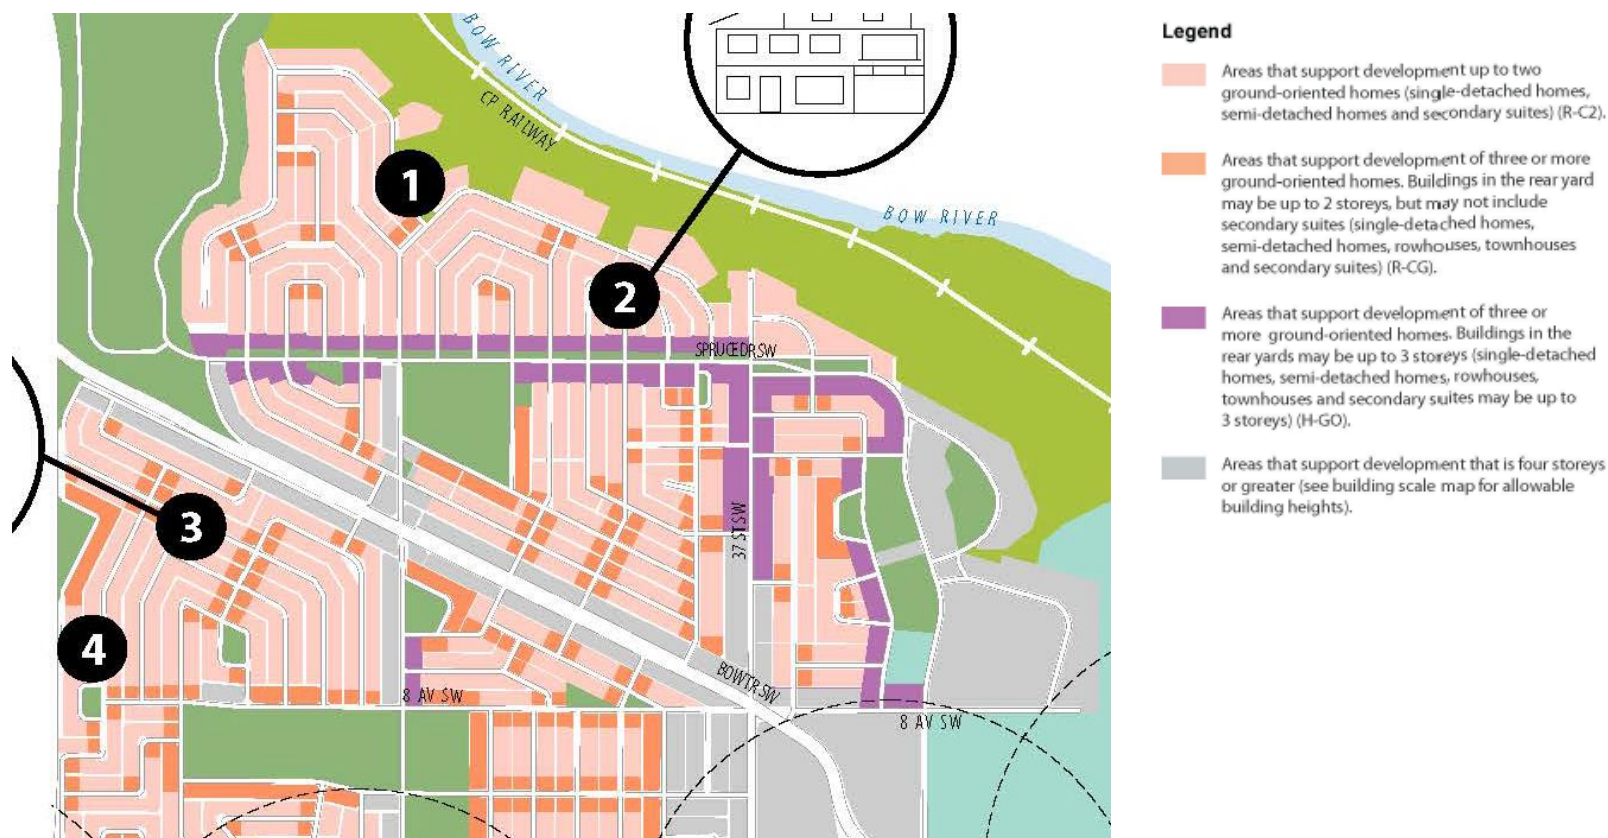 BOW RIVER
CP RAILWAY
1
BOW RIVER
2
SPRUCE DR SW
3
37 ST SW
4
BOW TR SW
8 AV SW
8 AV SW
Legend
Areas that support development up to two
ground-oriented homes (single-detached homes,
semi-detached homes and secondary suites) (R-C2).
Areas that support development of three or more
ground-oriented homes. Buildings in the rear yard
may be up to 2 storeys, but may not include
secondary suites (single-detached homes,
semi-detached homes, rowhouses, townhouses
and secondary suites) (R-CG).
Areas that support development of three or
more ground-oriented homes. Buildings in the
rear yards may be up to 3 storeys (single-detached
homes, semi-detached homes, rowhouses,
townhouses and secondary suites may be up to
3 storeys) (H-GO).
Areas that support development that is four storeys
or greater (see building scale map for allowable
building heights).